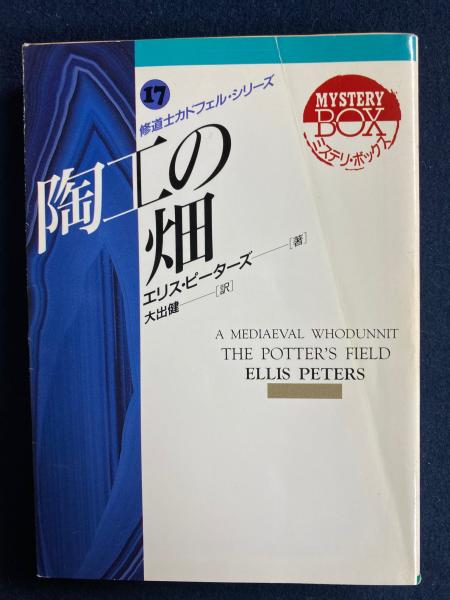 17
修道士カドフェル・シリーズ
陶工の
畑
エリス・ピーターズ——[著]
大出健——[訳]
MYSTERY
BOX
ミステリ・ボックス
A MEDIAEVAL WHODUNNIT
THE POTTER'S FIELD
ELLIS PETERS